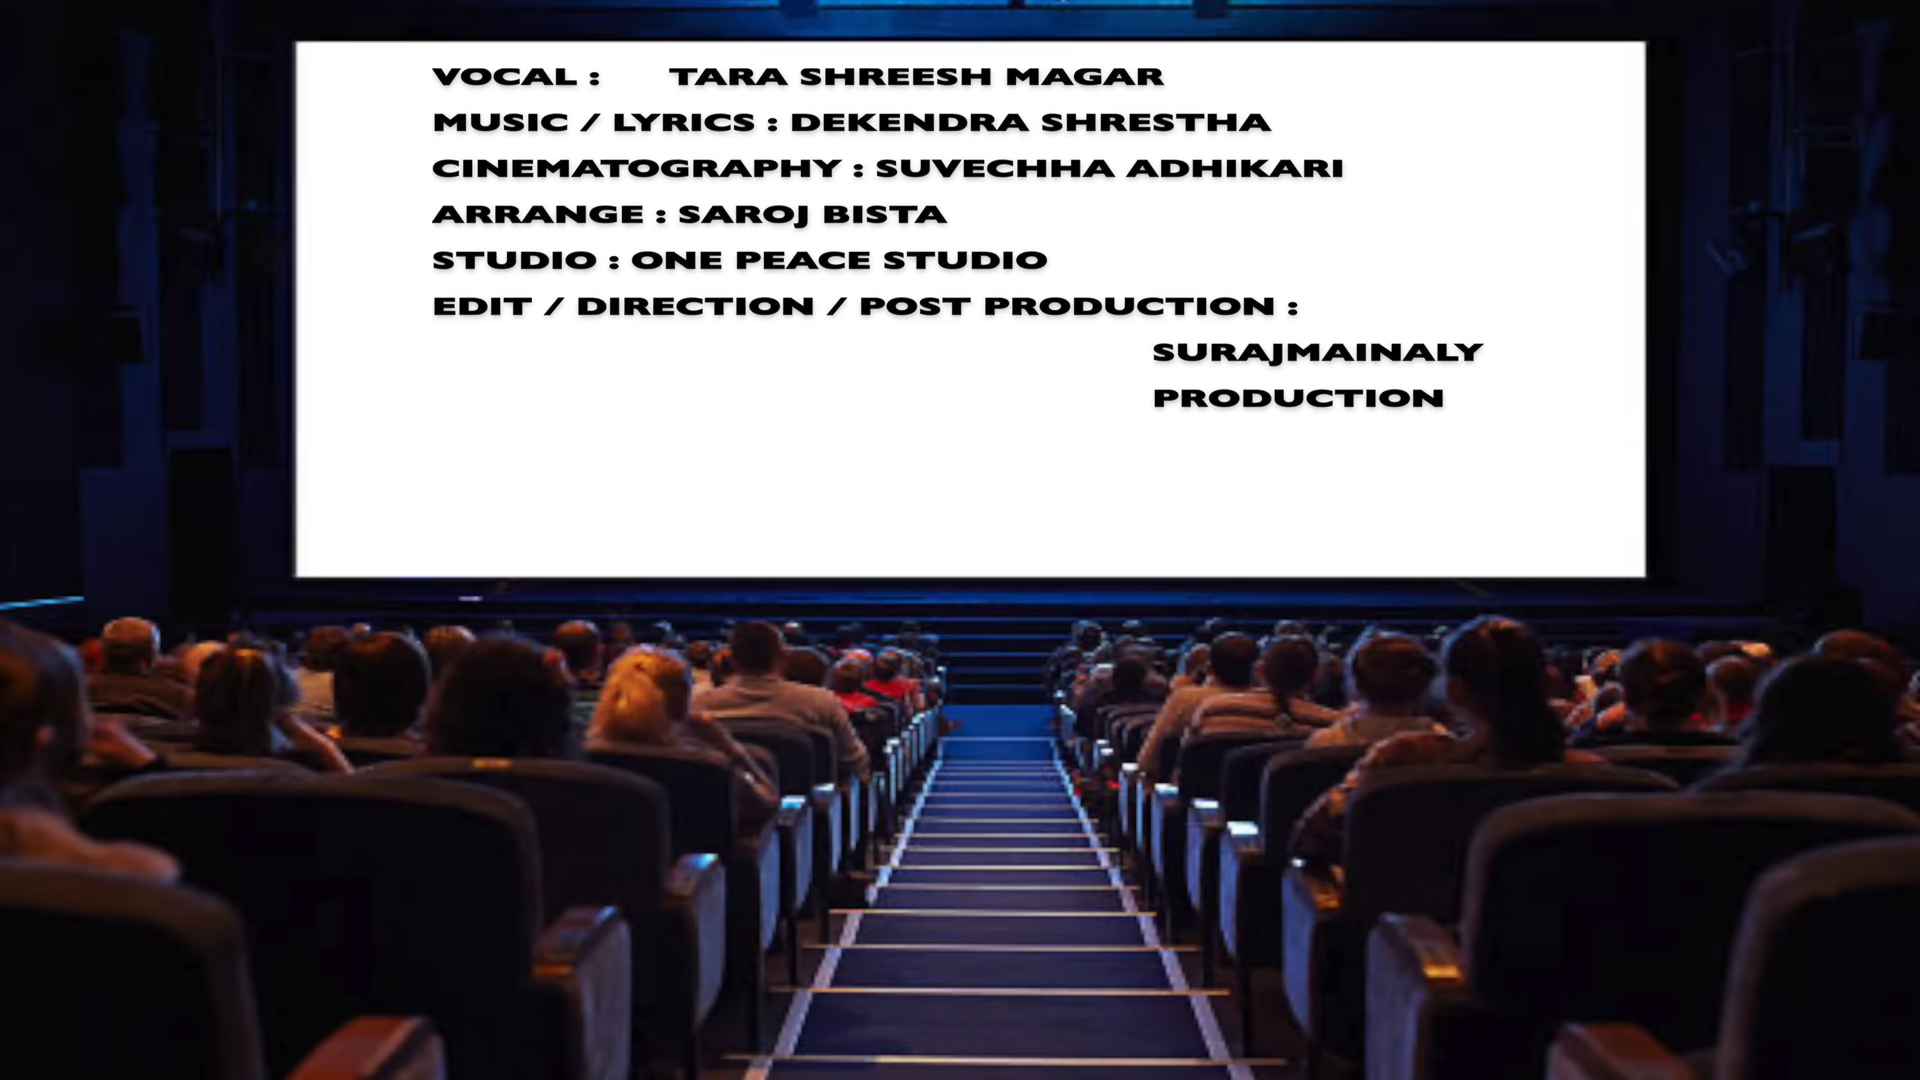 VOCAL : TARA SHREESH MAGAR
MUSIC / LYRICS : DEKENDRA SHRESTHA
CINEMATOGRAPHY : SUVECHHA ADHIKARI
ARRANGE : SAROJ BISTA
STUDIO : ONE PEACE STUDIO
EDIT / DIRECTION / POST PRODUCTION :
SURAJMAINALY
PRODUCTION